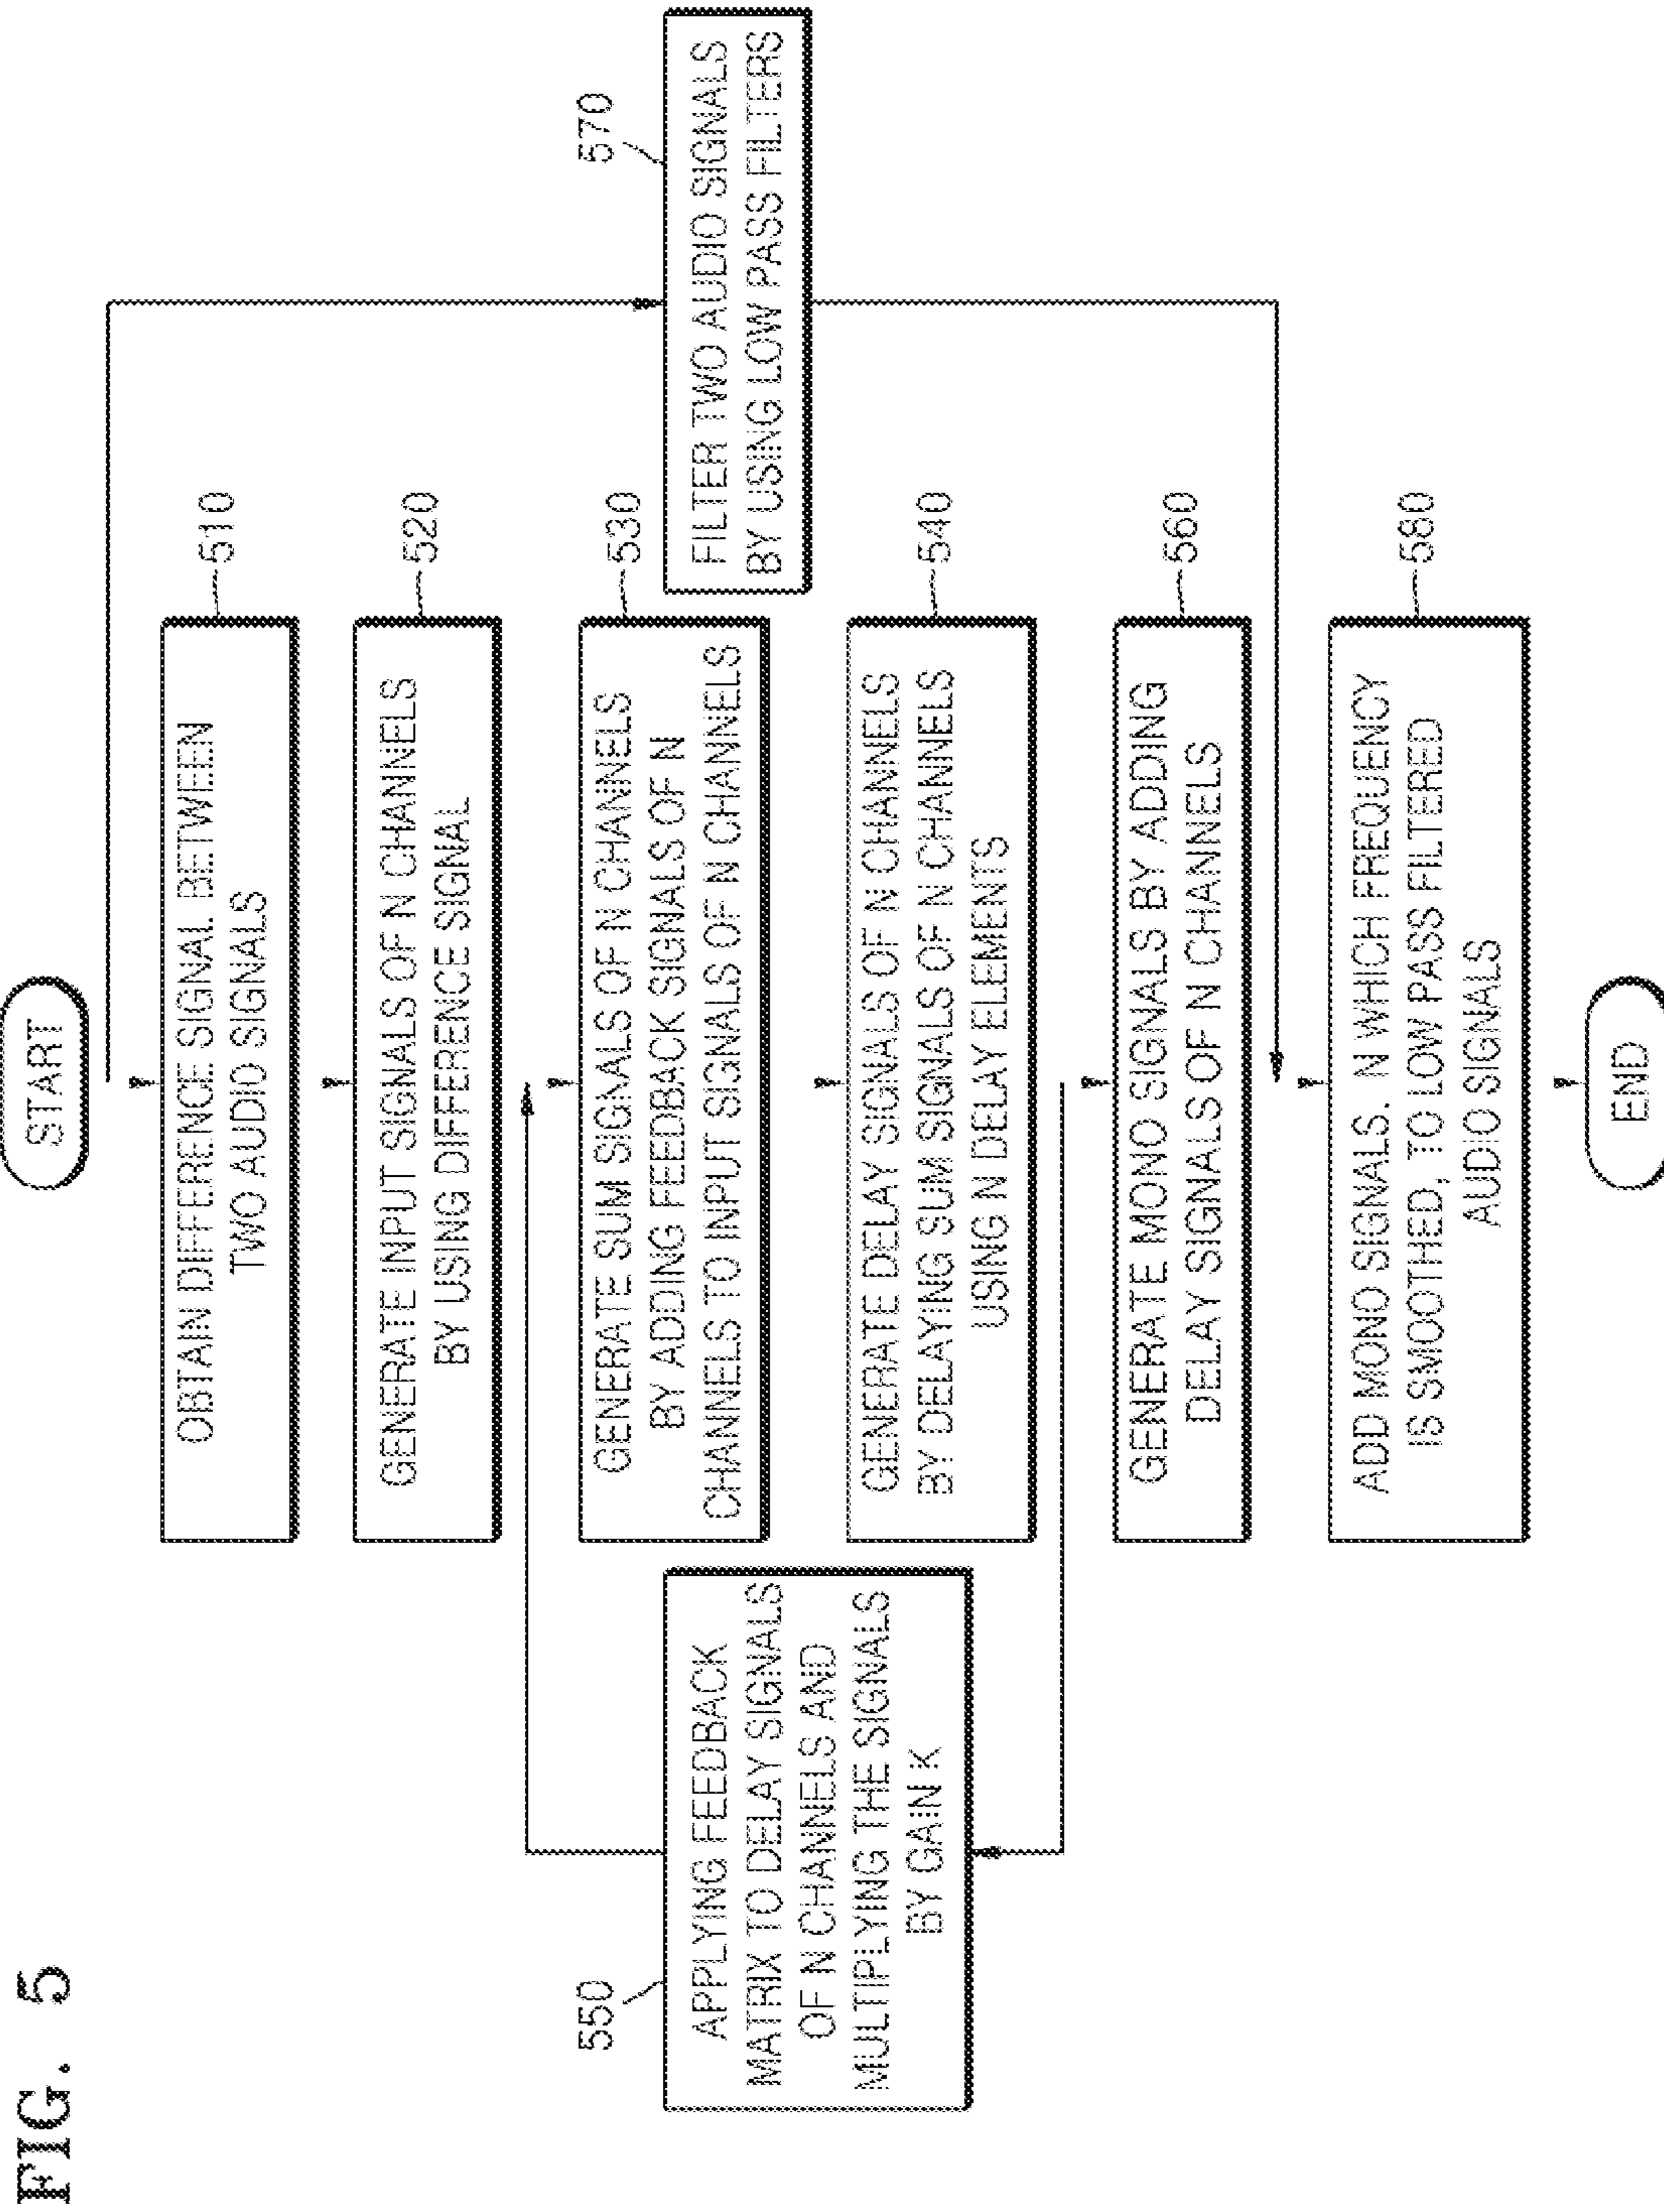 FIG. 5
START
OBTAIN DIFFERENCE SIGNAL BETWEEN
TWO AUDIO SIGNALS
510
GENERATE INPUT SIGNALS OF N CHANNELS
BY USING DIFFERENCE SIGNAL
520
GENERATE SUM SIGNALS OF N CHANNELS
BY ADDING FEEDBACK SIGNALS OF N
CHANNELS TO INPUT SIGNALS OF N CHANNELS
530
550
APPLYING FEEDBACK
MATRIX TO DELAY SIGNALS
OF N CHANNELS AND
MULTIPLYING THE SIGNALS
BY GAIN K
570
FILTER TWO AUDIO SIGNALS
BY USING LOW PASS FILTERS
GENERATE DELAY SIGNALS OF N CHANNELS
BY DELAYING SUM SIGNALS OF N CHANNELS
USING N DELAY ELEMENTS
540
GENERATE MONO SIGNALS BY ADDING
DELAY SIGNALS OF N CHANNELS
560
ADD MONO SIGNALS, IN WHICH FREQUENCY
IS SMOOTHED, TO LOW PASS FILTERED
AUDIO SIGNALS
580
END